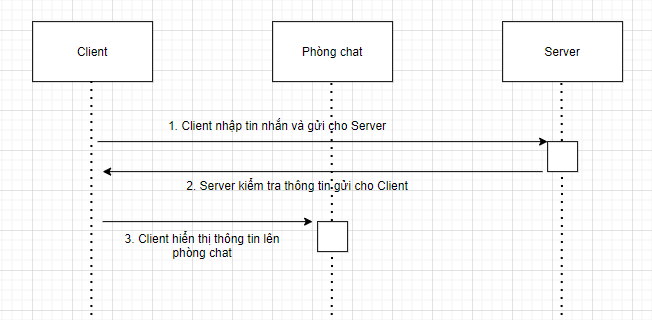 Client
Phòng chat
Server
1. Client nhập tin nhắn và gửi cho Server
2. Server kiểm tra thông tin gửi cho Client
3. Client hiển thị thông tin lên
phòng chat